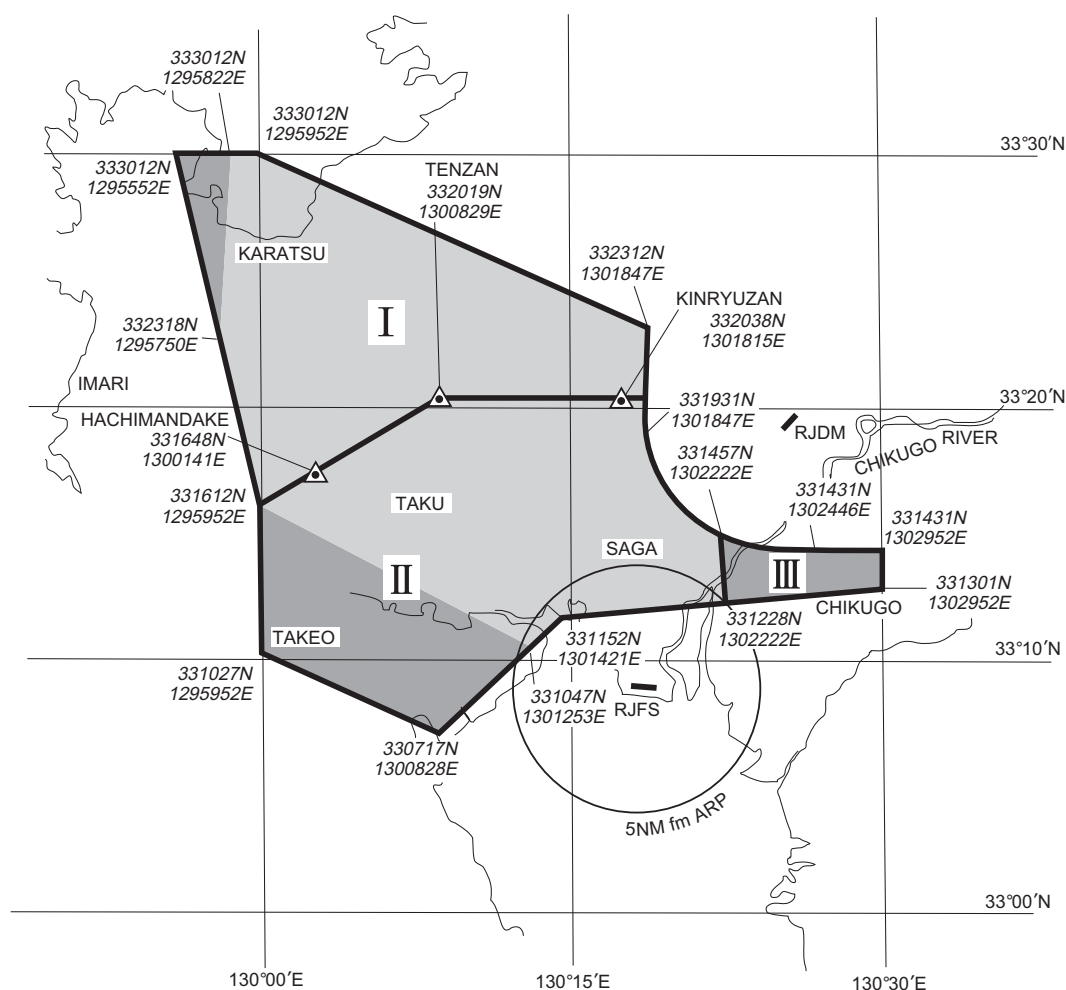 333012N
1295822E
333012N
1295952E
33°30′N
333012N
1295552E
TENZAN
332019N
1300829E
KARATSU
332312N
1301847E
KINRYUZAN
332038N
1301815E
I
332318N
1295750E
IMARI
33°20′N
HACHIMANDAKE
331648N
1300141E
331931N
1301847E
RJDM
CHIKUGO RIVER
331457N
1302222E
331612N
1295952E
TAKU
331431N
1302446E
331431N
1302952E
SAGA
II
III
CHIKUGO
331301N
1302952E
331228N
1302222E
TAKEO
331152N
1301421E
33°10′N
331027N
1295952E
331047N
1301253E
RJFS
330717N
1300828E
5NM fm ARP
33°00′N
130°00′E
130°15′E
130°30′E